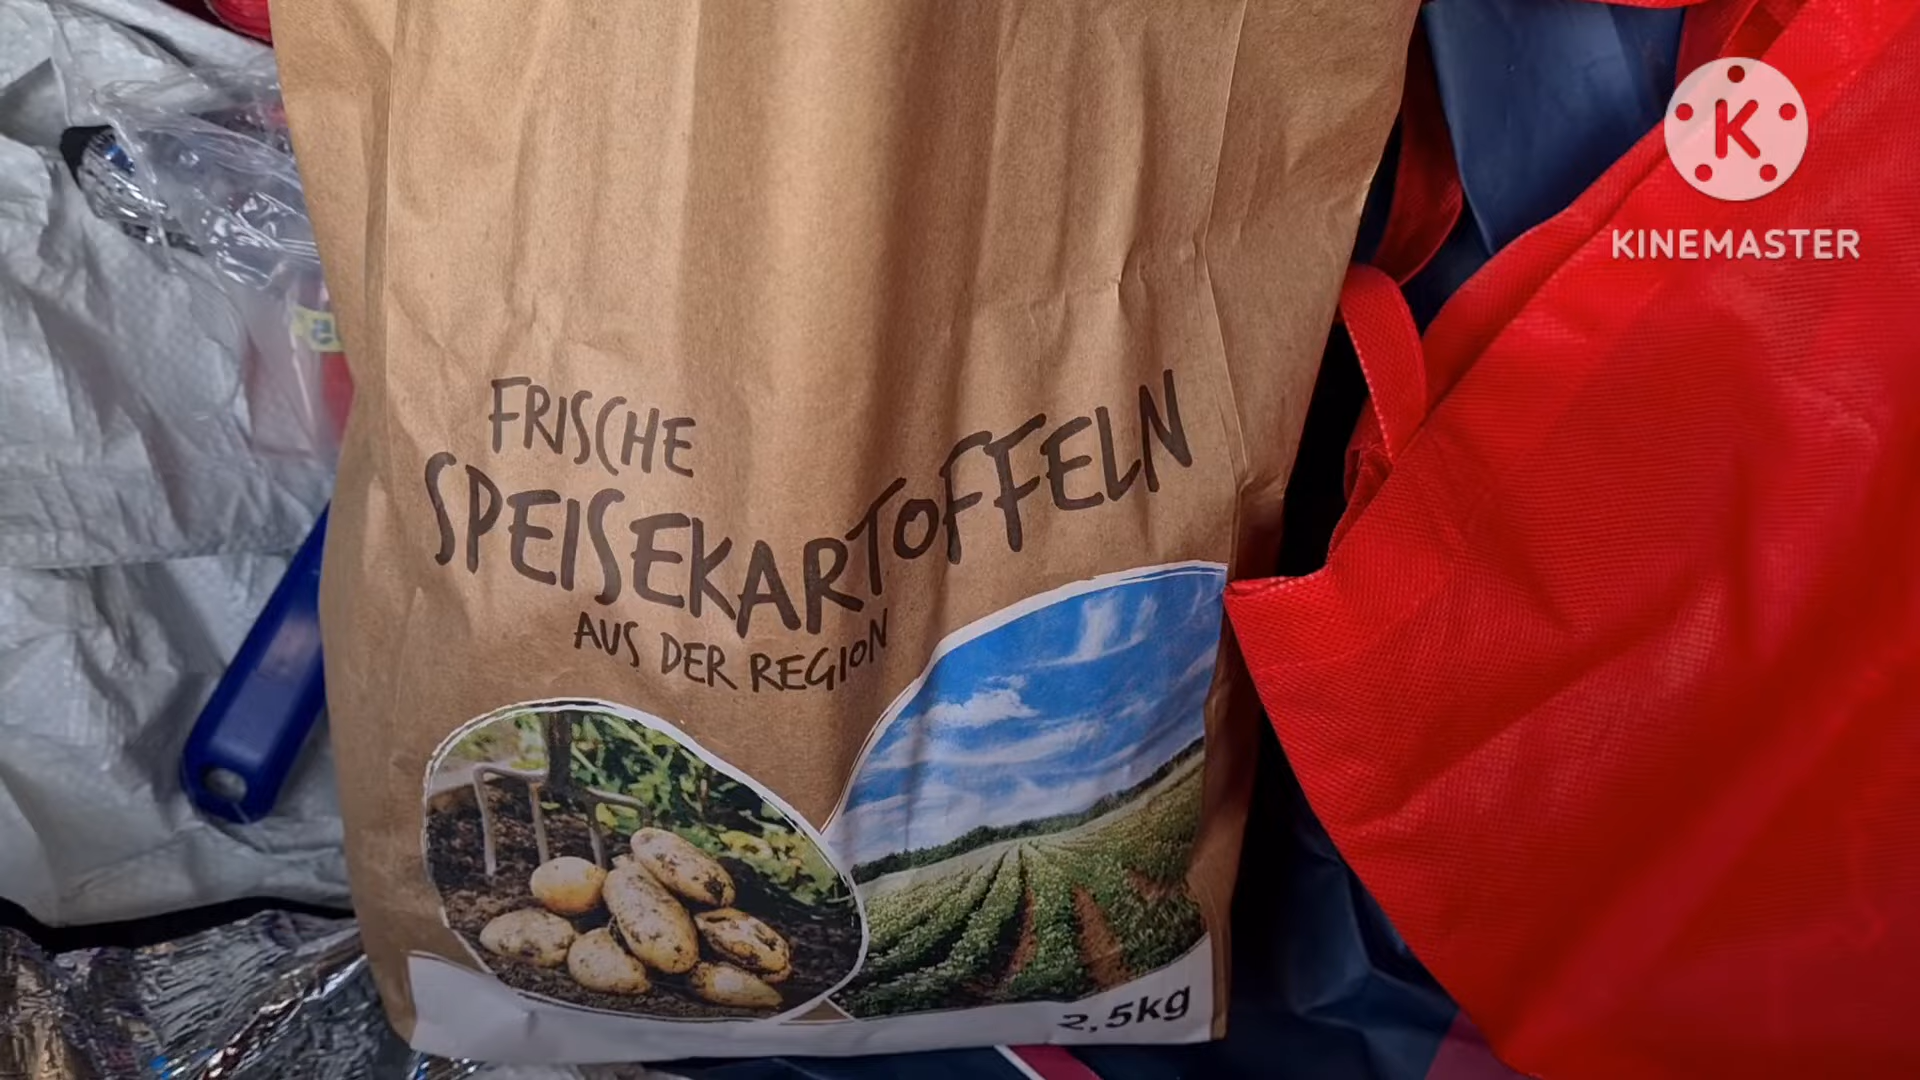 FRISCHE
SPEISEKARTOFFELN
AUS DER REGION
2,5kg
K
KINEMASTER